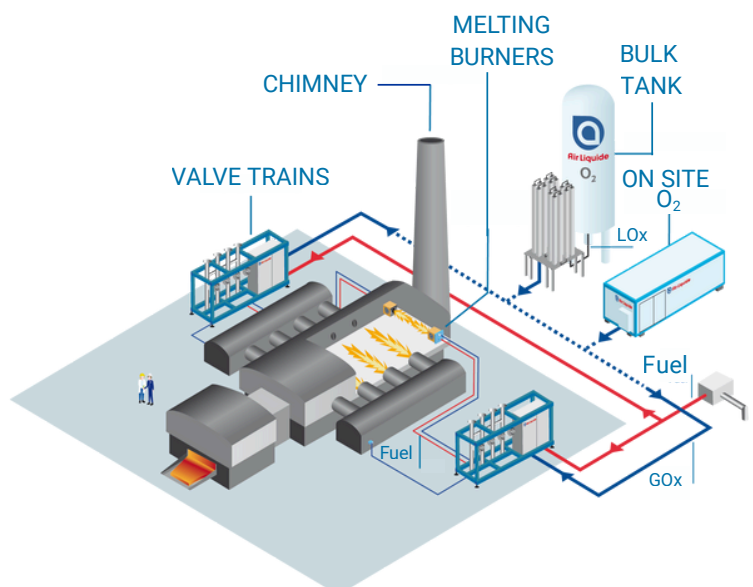 MELTING
BURNERS
BULK
TANK
CHIMNEY
Air Liquide
O₂
VALVE TRAINS
ON SITE
O₂
LOx
Fuel
Fuel
GOx